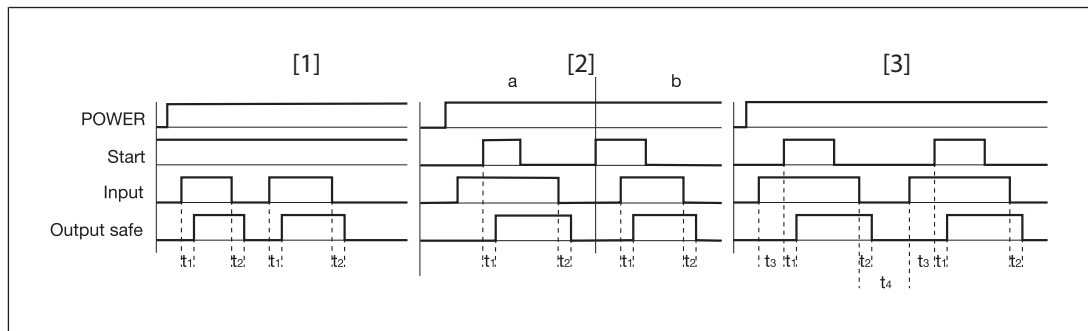 [1] [2] [3]
a b
POWER
Start
Input
Output safe
t1 t2 t1 t2 t1 t2 t1 t2 t3 t1 t2 t3 t1 t2
t4